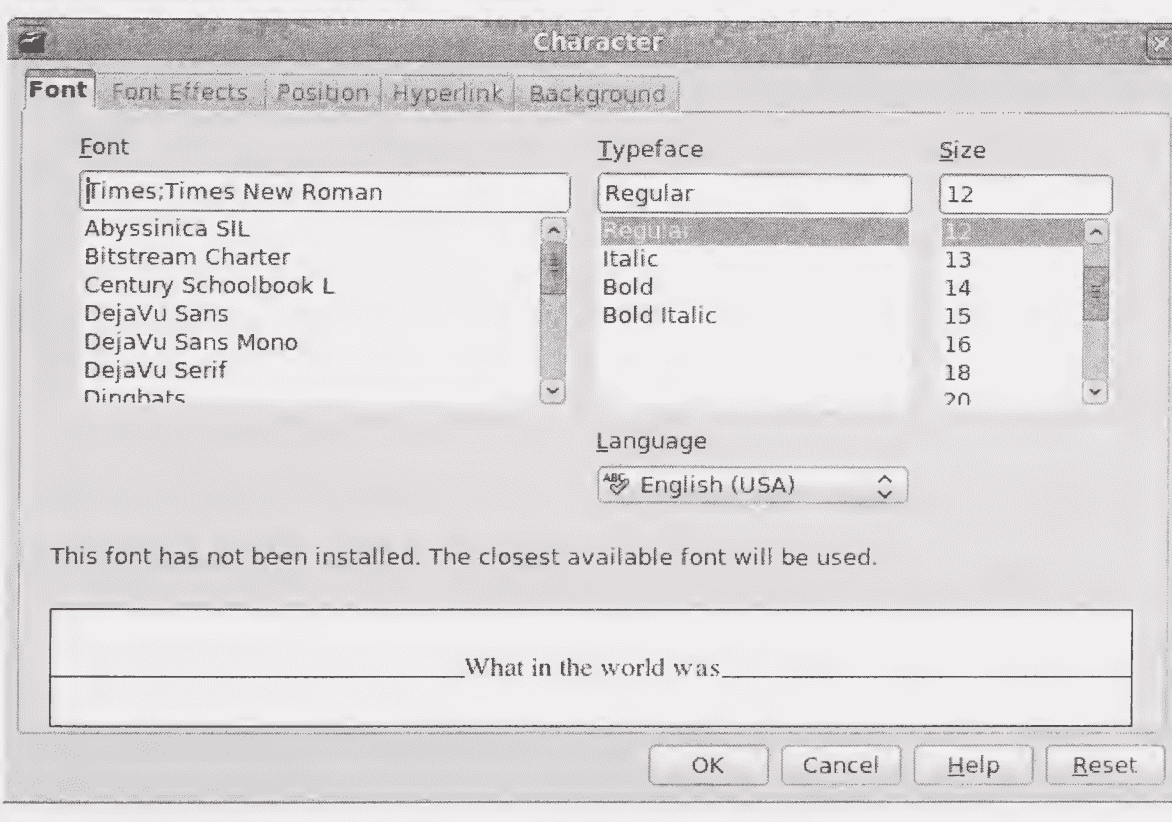 Character
Font Font Effects Position Hyperlink Background
Font Typeface Size
Times;Times New Roman Regular 12
Abyssinica SIL Regular 12
Bitstream Charter Italic 13
Century Schoolbook L Bold 14
DejaVu Sans Bold Italic 15
DejaVu Sans Mono 16
DejaVu Serif 18
Dingbats 20
Language
ABC English (USA)
This font has not been installed. The closest available font will be used.
What in the world was
OK Cancel Help Reset